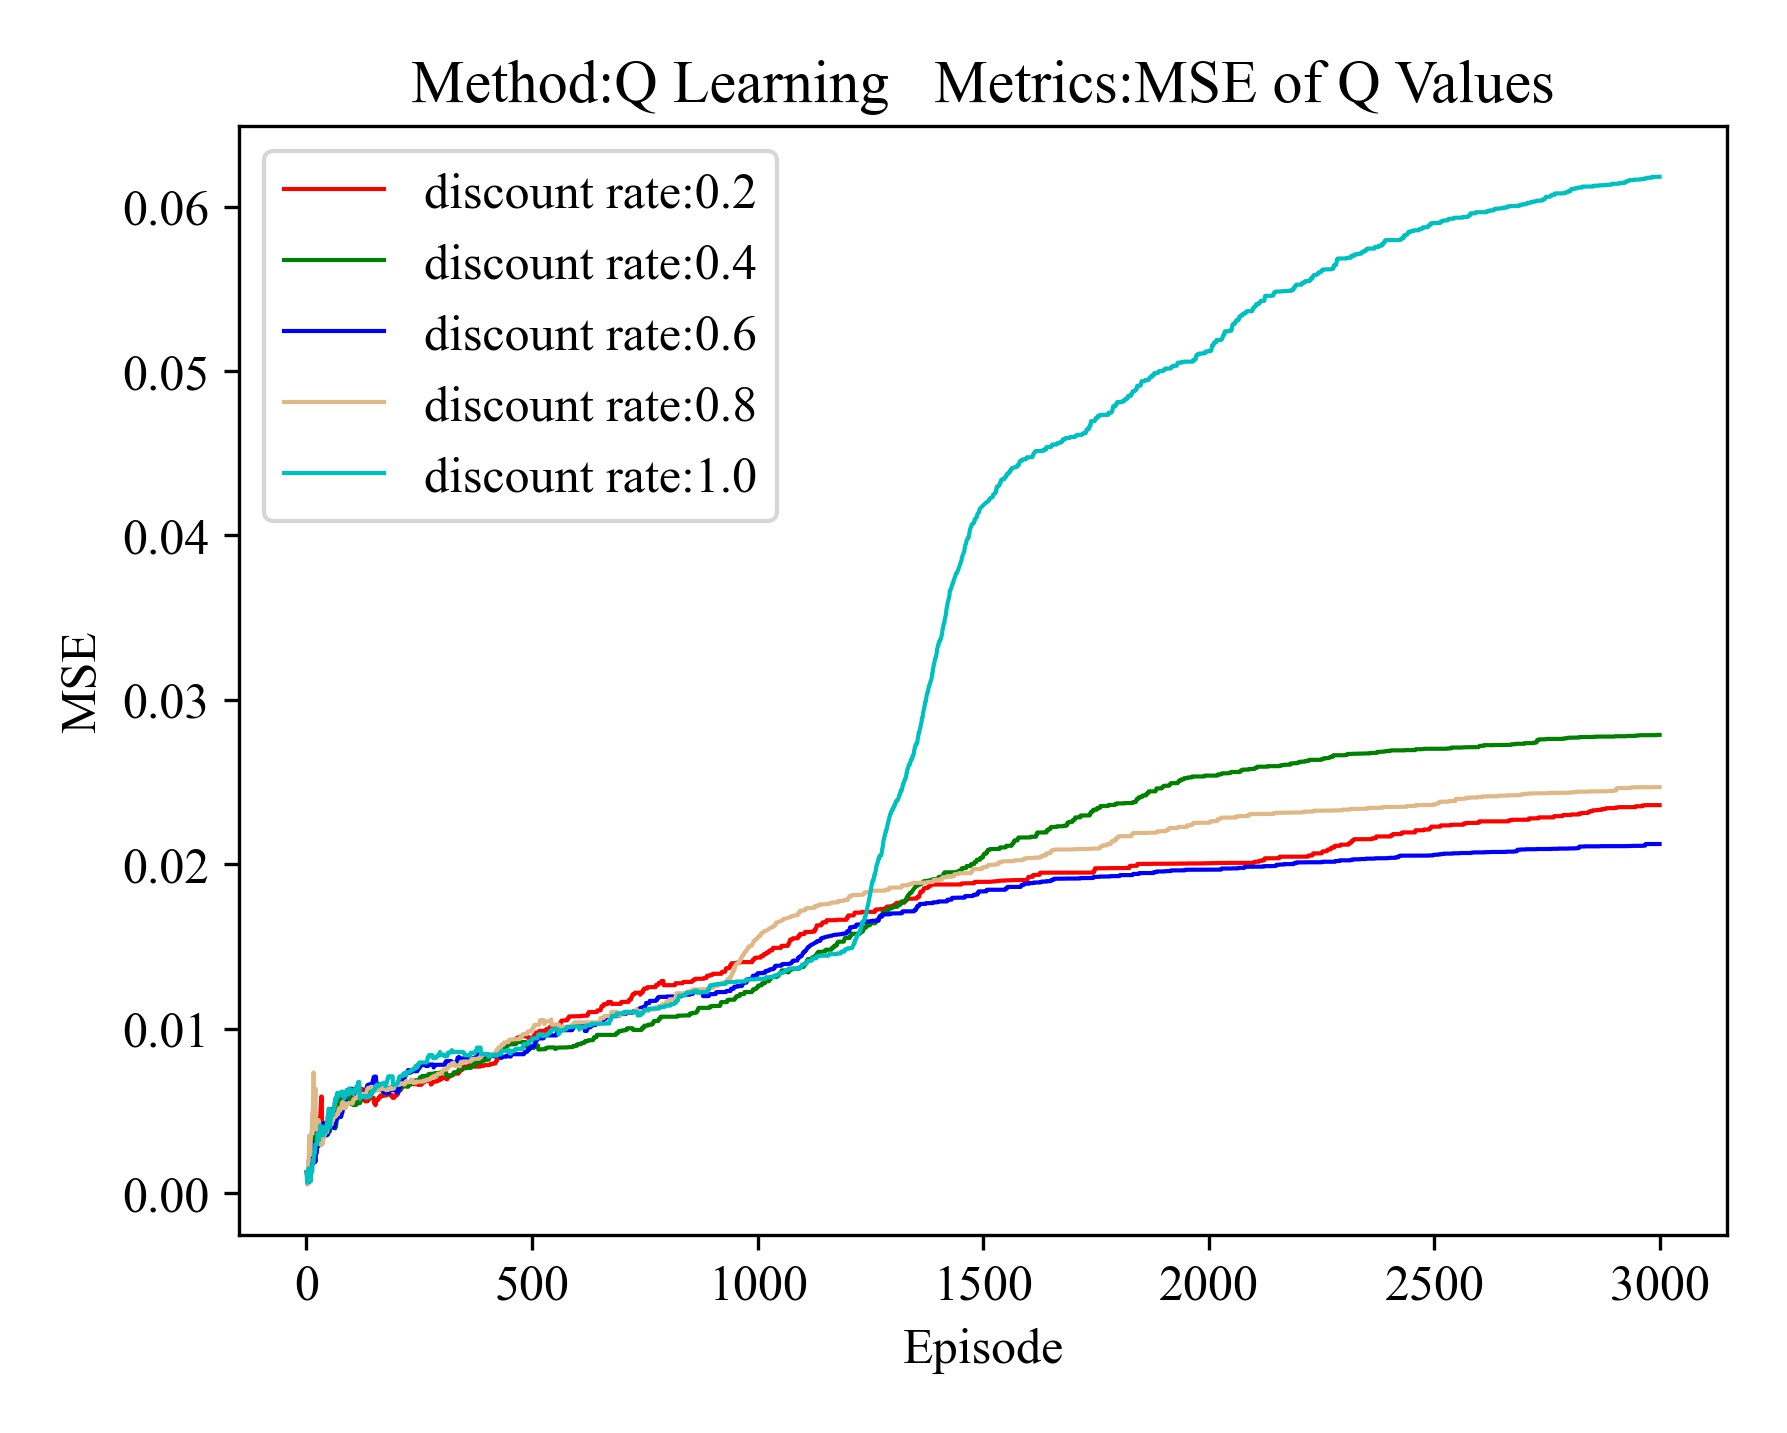 Method:Q Learning   Metrics:MSE of Q Values
discount rate:0.2
discount rate:0.4
discount rate:0.6
discount rate:0.8
discount rate:1.0
0.06
0.05
0.04
0.03
0.02
0.01
0.00
MSE
0 500 1000 1500 2000 2500 3000
Episode